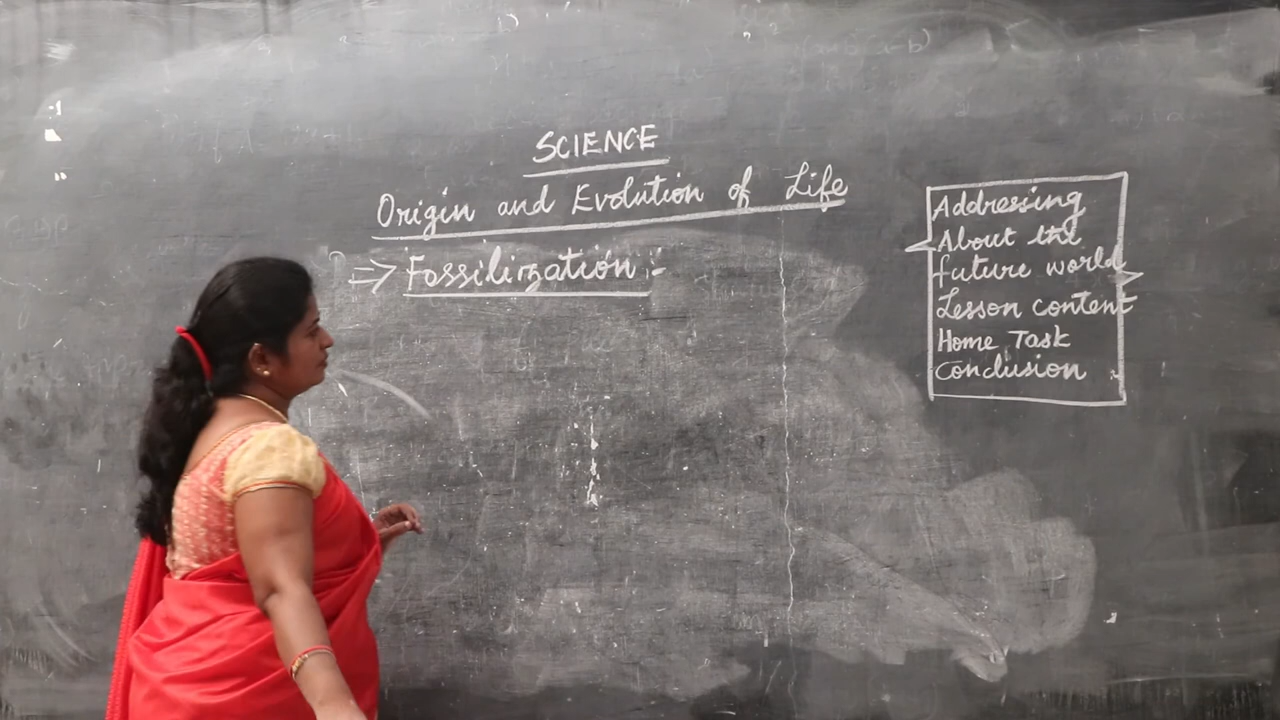 SCIENCE
Origin and Evolution of Life
⇒ Fossilization :-
Addressing
About the
future world
Lesson content
Home Task
Conclusion